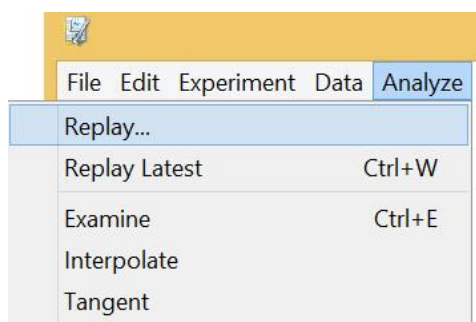 File Edit Experiment Data Analyze
Replay...
Replay Latest Ctrl+W
Examine Ctrl+E
Interpolate
Tangent